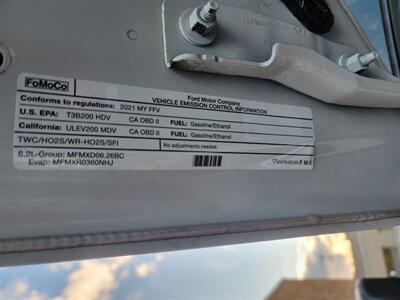 FoMoCo
Ford Motor Company
VEHICLE EMISSION CONTROL INFORMATION
Conforms to regulations: 2021 MY FFV
U.S. EPA: T3B200 HDV CA OBD II FUEL: Gasoline/Ethanol
California: ULEV200 MDV CA OBD II FUEL: Gasoline/Ethanol
TWC/HO2S/WR-HO2S/SFI No adjustments needed.
6.2L-Group: MFMXD06.26BC
Evap: MFMXR0360NHJ